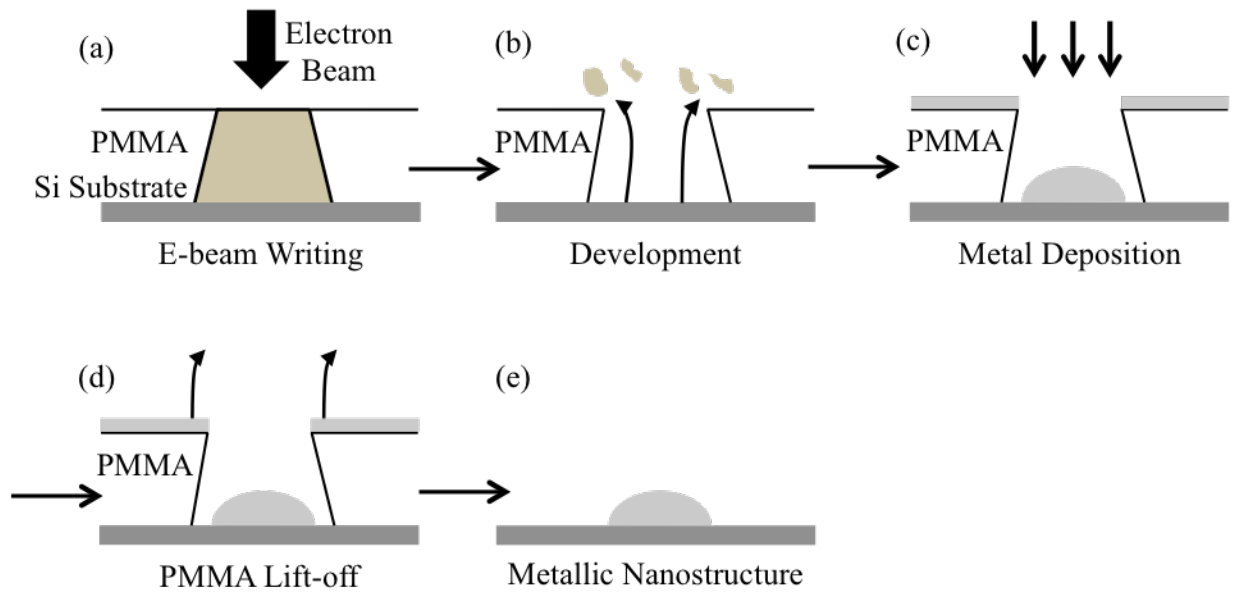 (a)
Electron
Beam
PMMA
Si Substrate
E-beam Writing
(b)
PMMA
Development
(c)
PMMA
Metal Deposition
(d)
PMMA
PMMA Lift-off
(e)
Metallic Nanostructure